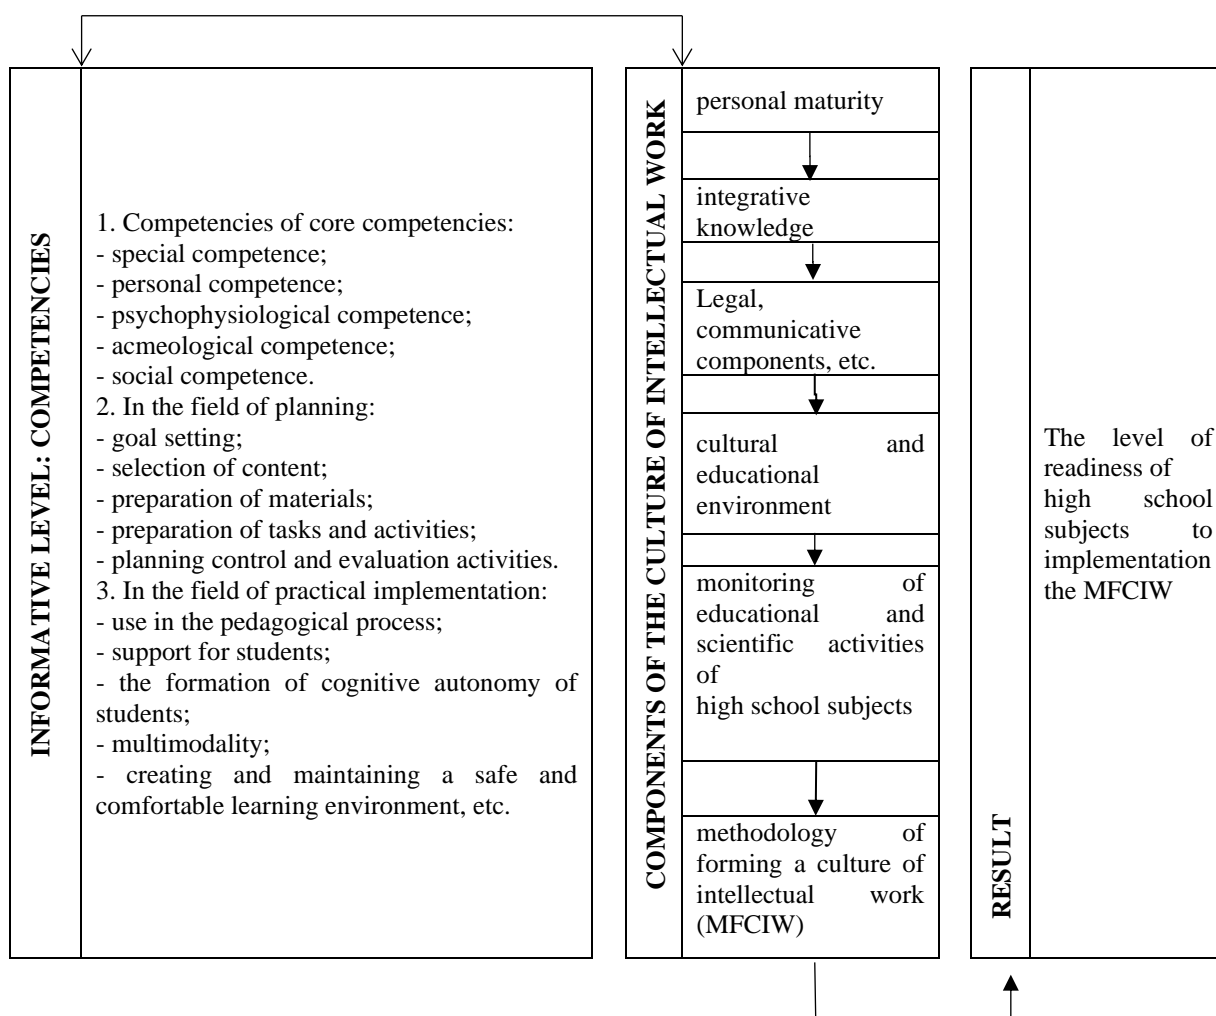 INFORMATIVE LEVEL: COMPETENCIES
1. Competencies of core competencies:
- special competence;
- personal competence;
- psychophysiological competence;
- acmeological competence;
- social competence.
2. In the field of planning:
- goal setting;
- selection of content;
- preparation of materials;
- preparation of tasks and activities;
- planning control and evaluation activities.
3. In the field of practical implementation:
- use in the pedagogical process;
- support for students;
- the formation of cognitive autonomy of
students;
- multimodality;
- creating and maintaining a safe and
comfortable learning environment, etc.
COMPONENTS OF THE CULTURE OF INTELLECTUAL WORK
personal maturity
integrative
knowledge
Legal,
communicative
components, etc.
cultural and
educational
environment
monitoring of
educational and
scientific activities
of
high school subjects
methodology of
forming a culture of
intellectual work
(MFCIW)
RESULT
The level of
readiness of
high school
subjects to
implementation
the MFCIW